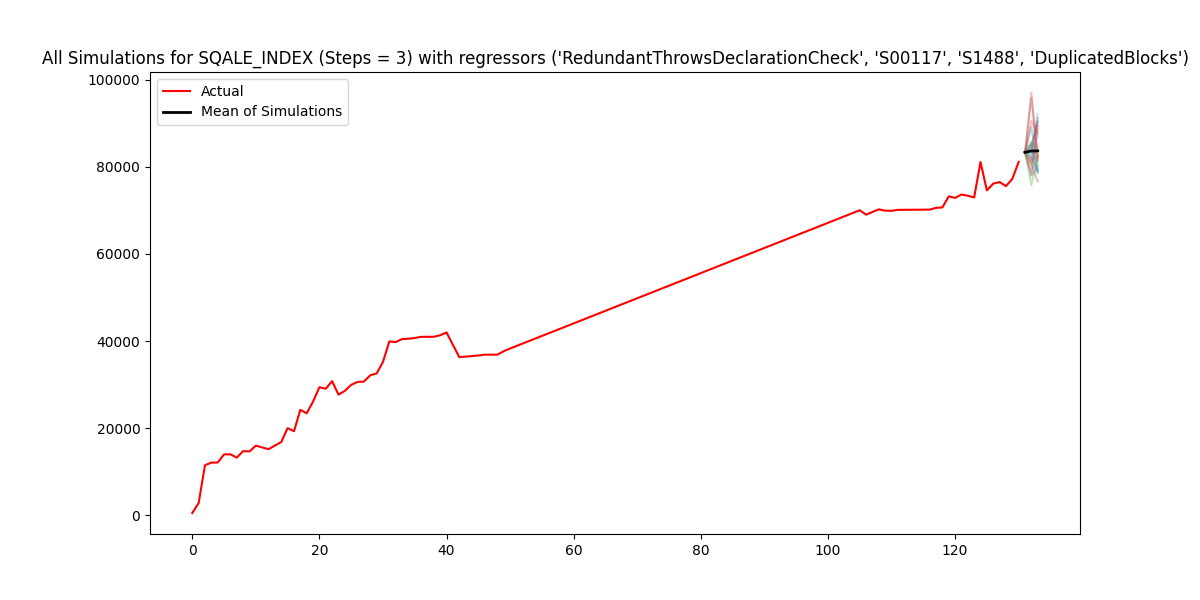 All Simulations for SQALE_INDEX (Steps = 3) with regressors ('RedundantThrowsDeclarationCheck', 'S00117', 'S1488', 'DuplicatedBlocks')
Actual
Mean of Simulations
100000
80000
60000
40000
20000
0
0 20 40 60 80 100 120